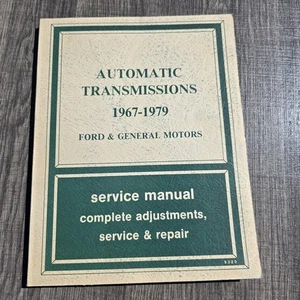 AUTOMATIC
TRANSMISSIONS
1967-1979
FORD & GENERAL MOTORS
service manual
complete adjustments,
service & repair